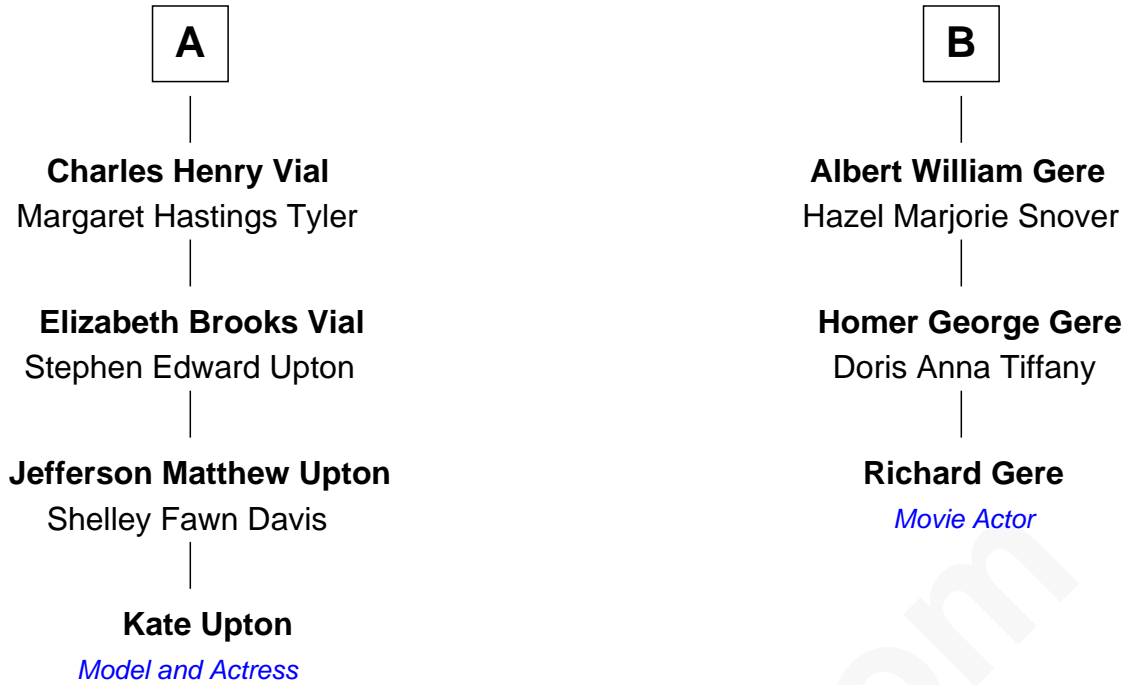 A
Charles Henry Vial
Margaret Hastings Tyler
Elizabeth Brooks Vial
Stephen Edward Upton
Jefferson Matthew Upton
Shelley Fawn Davis
Kate Upton
Model and Actress
B
Albert William Gere
Hazel Marjorie Snover
Homer George Gere
Doris Anna Tiffany
Richard Gere
Movie Actor
om